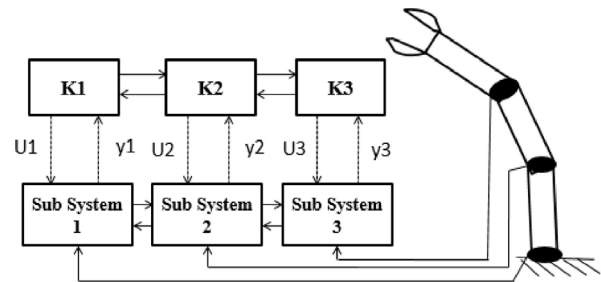 K1 K2 K3
U1 y1 U2 y2 U3 y3
Sub System Sub System Sub System
1 2 3